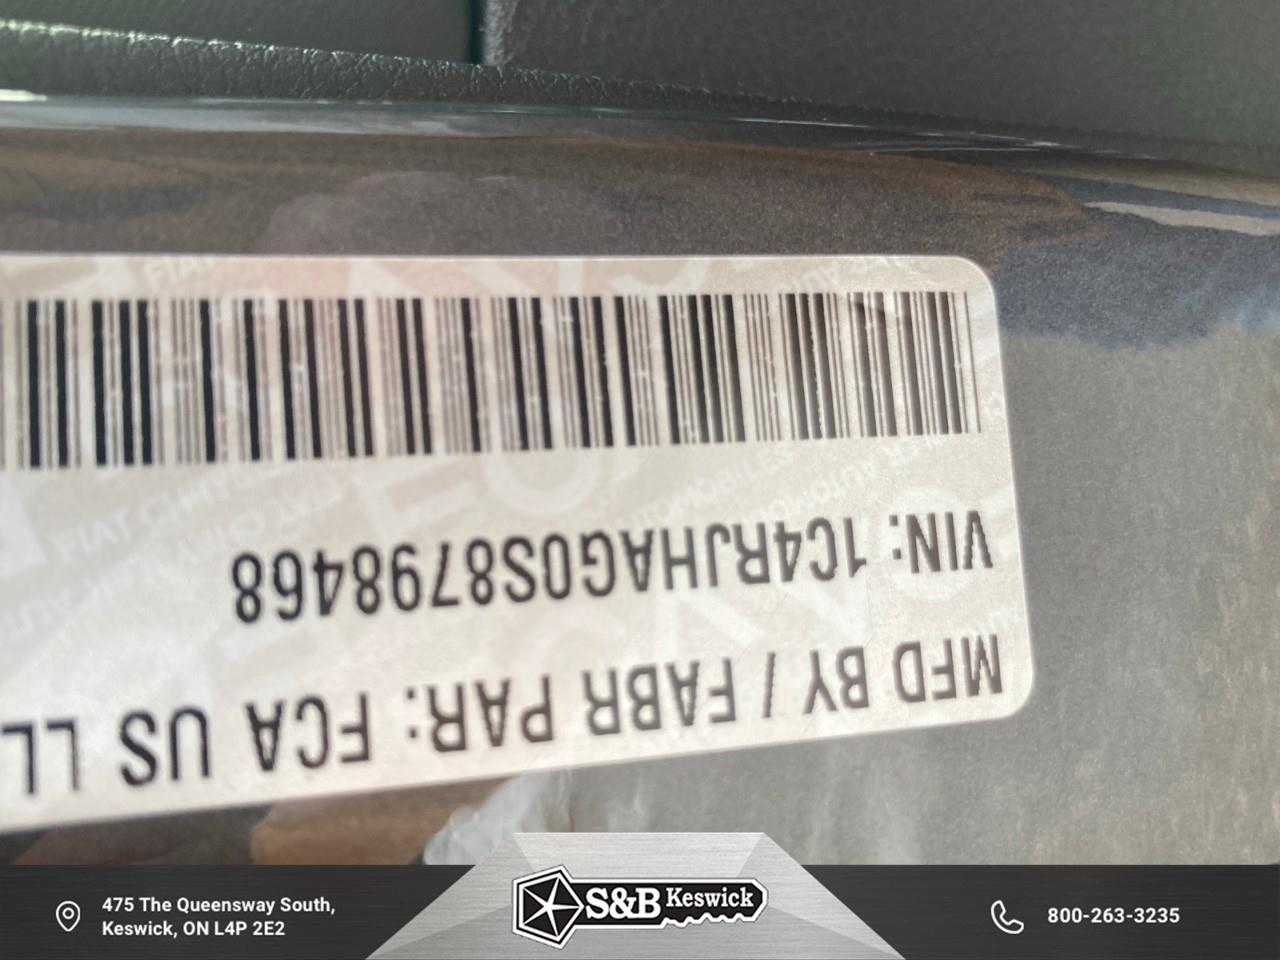 MFD BY / FABR PAR: FCA US LL
VIN: 1C4RJHAG0S8798468
475 The Queensway South,
Keswick, ON L4P 2E2
S&B Keswick
800-263-3235